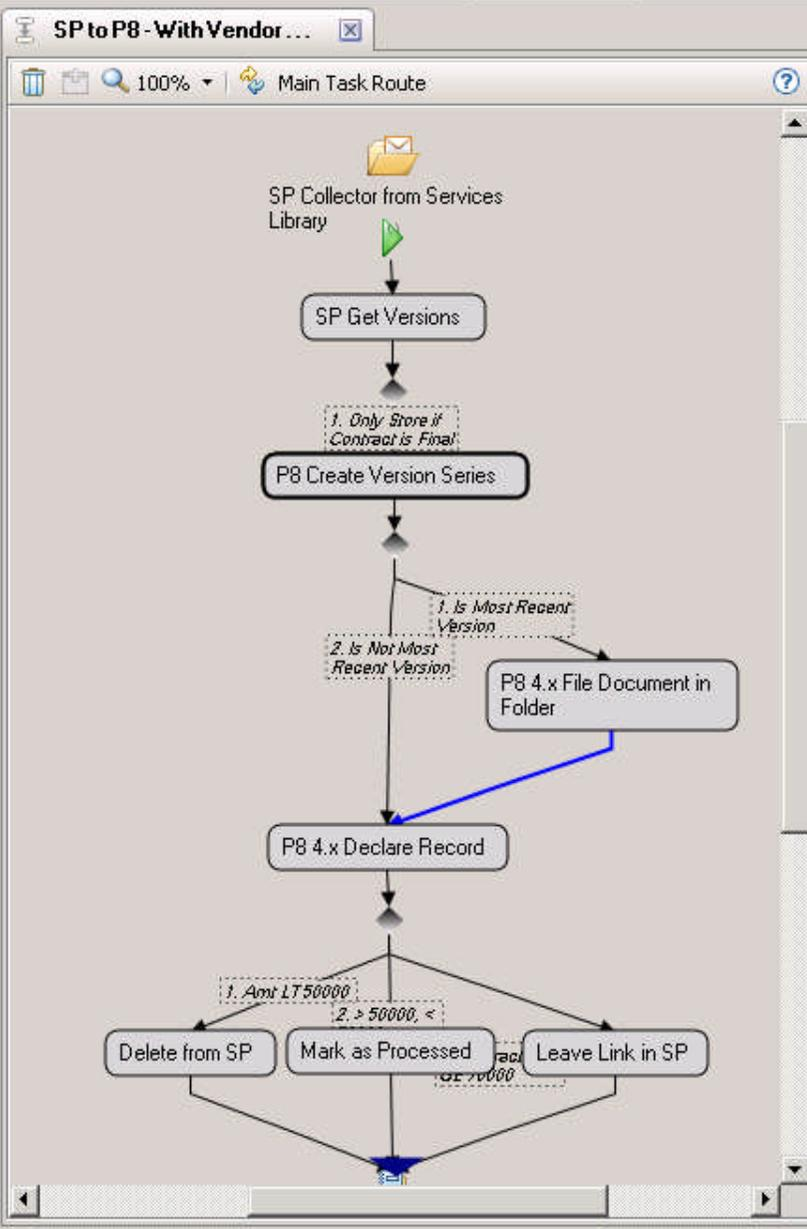 SP to P8 - With Vendor...
100%
Main Task Route
?
SP Collector from Services
Library
SP Get Versions
1. Only Store if
Contract is Final
P8 Create Version Series
1. Is Most Recent
Version
2. Is Not Most
Recent Version
P8 4.x File Document in
Folder
P8 4.x Declare Record
1. Amt LT 50000
2. > 50000, <
Delete from SP
Mark as Processed
Leave Link in SP